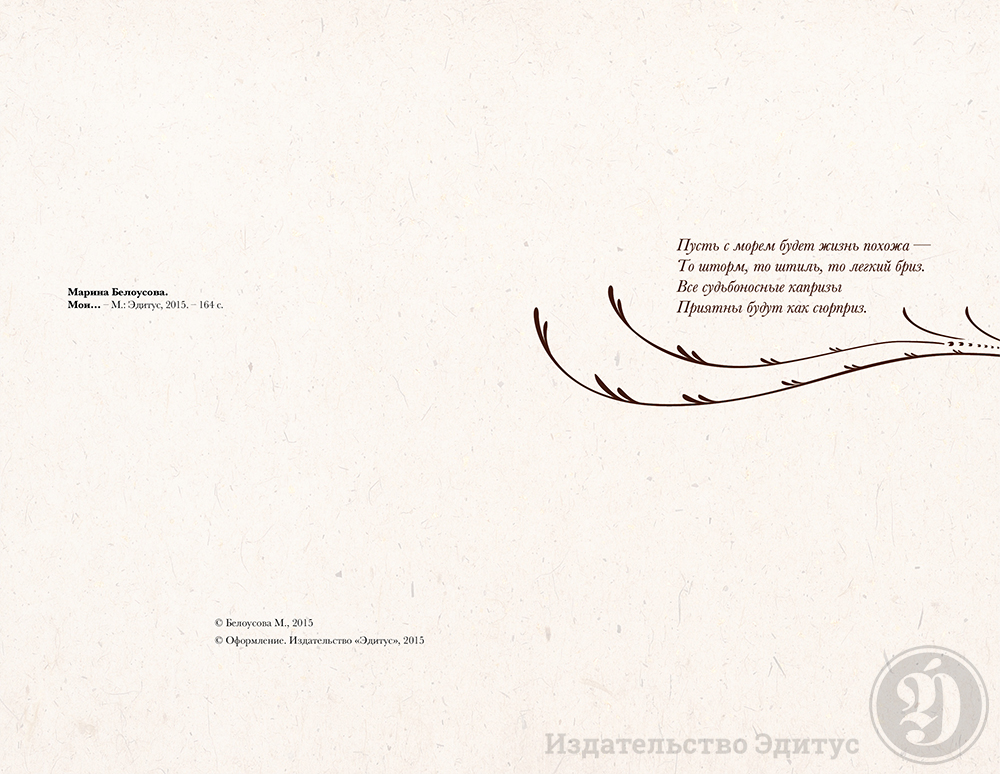 Марина Белоусова.
Мои... – М.: Эдитус, 2015. – 164 с.
© Белоусова М., 2015
© Оформление. Издательство «Эдитус», 2015
Пусть с морем будет жизнь похожа —
То шторм, то штиль, то легкий бриз.
Все судьбоносные капризы
Приятны будут как сюрприз.
Издательство Эдитус